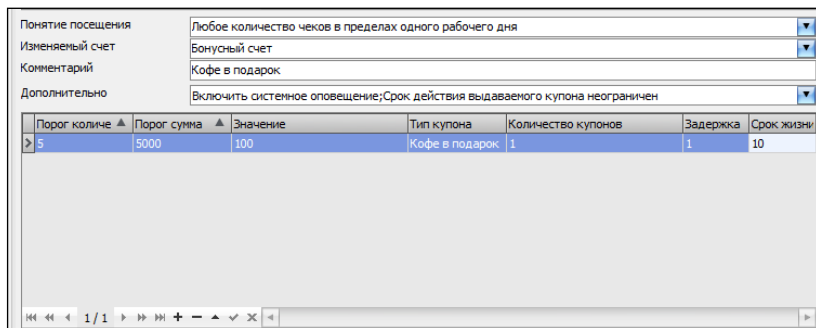 Понятие посещения Любое количество чеков в пределах одного рабочего дня
Изменяемый счет Бонусный счет
Комментарий Кофе в подарок
Дополнительно Включить системное оповещение;Срок действия выдаваемого купона неограничен
Порог количе Порог сумма Значение Тип купона Количество купонов Задержка Срок жизни
5 5000 100 Кофе в подарок 1 1 10
1 / 1